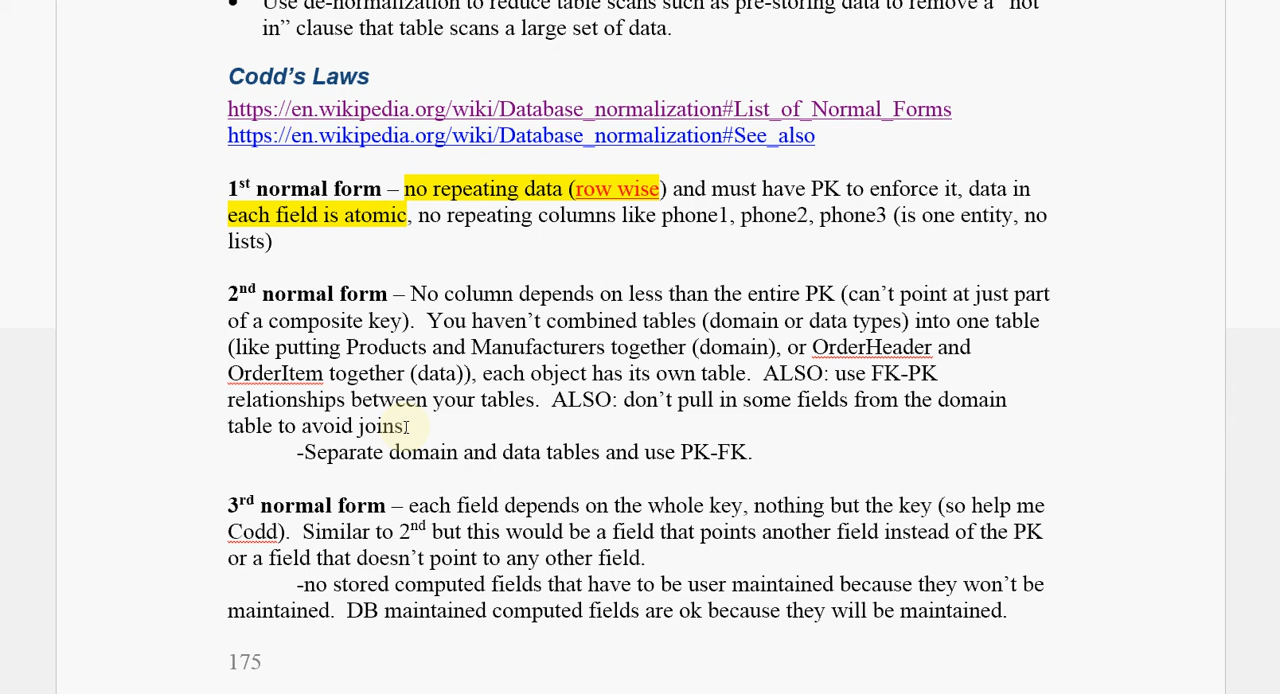 Use de-normalization to reduce table scans such as pre-storing data to remove a “not
in” clause that table scans a large set of data.
Codd’s Laws
https://en.wikipedia.org/wiki/Database_normalization#List_of_Normal_Forms
https://en.wikipedia.org/wiki/Database_normalization#See_also
1st normal form – no repeating data (row wise) and must have PK to enforce it, data in
each field is atomic, no repeating columns like phone1, phone2, phone3 (is one entity, no
lists)
2nd normal form – No column depends on less than the entire PK (can’t point at just part
of a composite key).  You haven’t combined tables (domain or data types) into one table
(like putting Products and Manufacturers together (domain), or OrderHeader and
OrderItem together (data)), each object has its own table.  ALSO: use FK-PK
relationships between your tables.  ALSO: don’t pull in some fields from the domain
table to avoid joins.
-Separate domain and data tables and use PK-FK.
3rd normal form – each field depends on the whole key, nothing but the key (so help me
Codd).  Similar to 2nd but this would be a field that points another field instead of the PK
or a field that doesn’t point to any other field.
-no stored computed fields that have to be user maintained because they won’t be
maintained.  DB maintained computed fields are ok because they will be maintained.
175